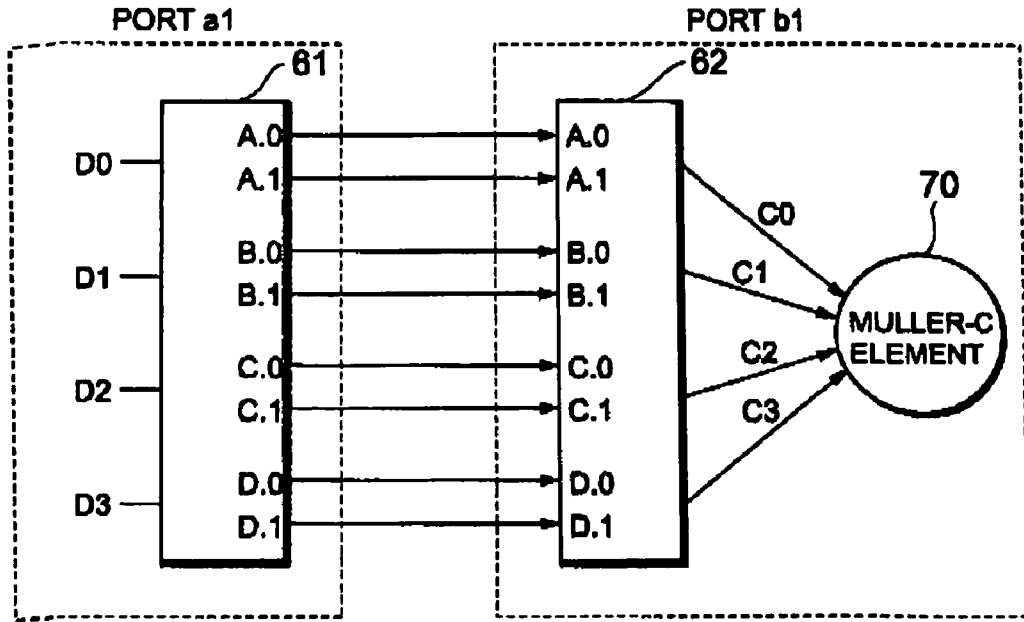 PORT a1
PORT b1
61
62
A.0
A.0
D0
A.1
A.1
70
C0
B.0
B.0
D1
C1
B.1
B.1
MULLER-C
ELEMENT
C.0
C.0
C2
D2
C.1
C.1
C3
D.0
D.0
D3
D.1
D.1